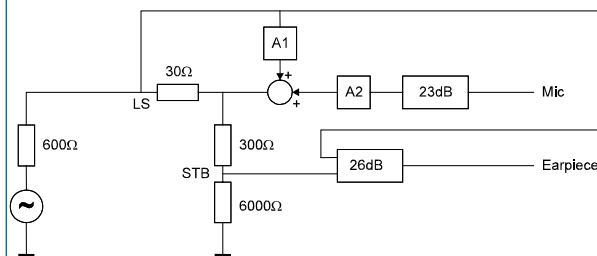 A1
30Ω
LS
A2
23dB
Mic
600Ω
300Ω
STB
26dB
Earpiece
6000Ω
~
+
+